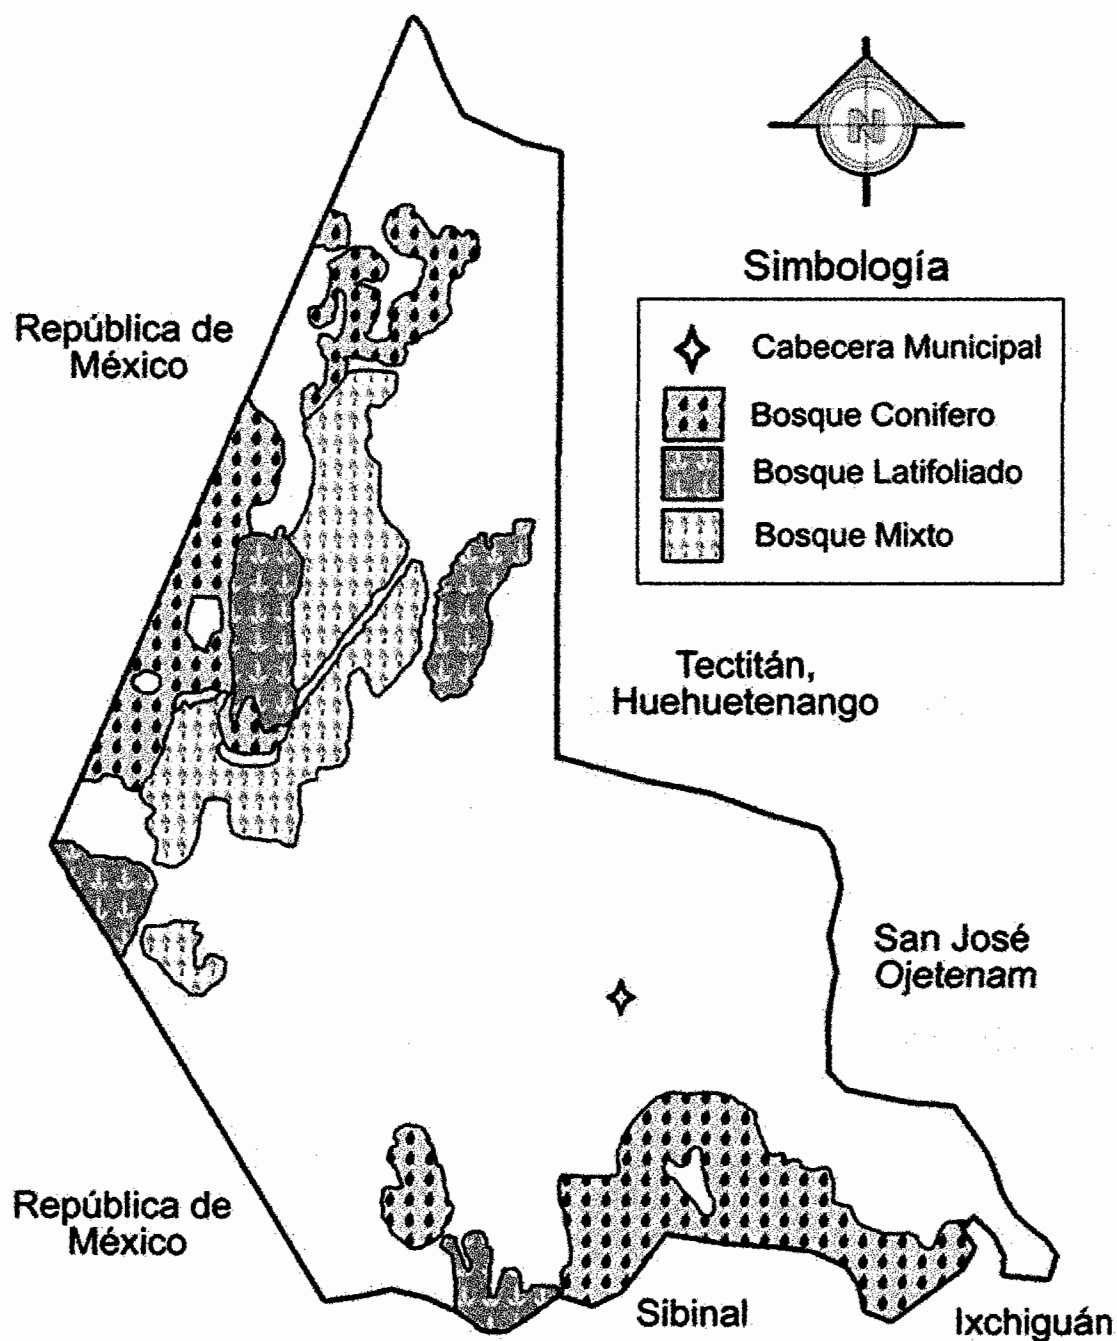 N
Simbología
Cabecera Municipal
Bosque Conifero
Bosque Latifoliado
Bosque Mixto
República de
México
Tectitán,
Huehuetenango
San José
Ojetenam
República de
México
Sibinal
Ixchiguán